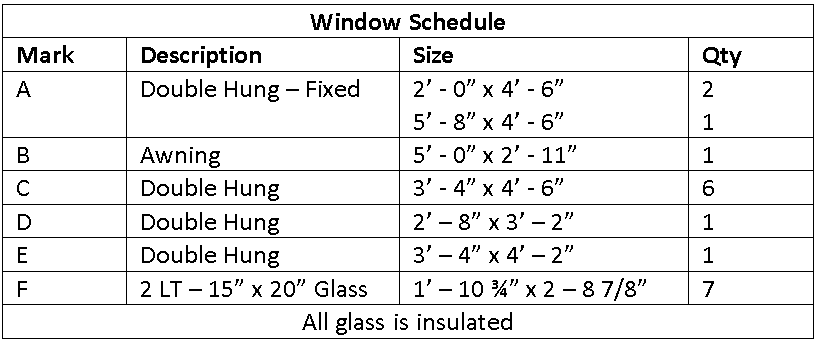 Window Schedule
Mark Description Size Qty
A Double Hung – Fixed 2’ - 0” x 4’ - 6” 2
5’ - 8” x 4’ - 6” 1
B Awning 5’ - 0” x 2’ - 11” 1
C Double Hung 3’ - 4” x 4’ - 6” 6
D Double Hung 2’ – 8” x 3’ – 2” 1
E Double Hung 3’ – 4” x 4’ – 2” 1
F 2 LT – 15” x 20” Glass 1’ – 10 ¾” x 2 – 8 7/8” 7
All glass is insulated